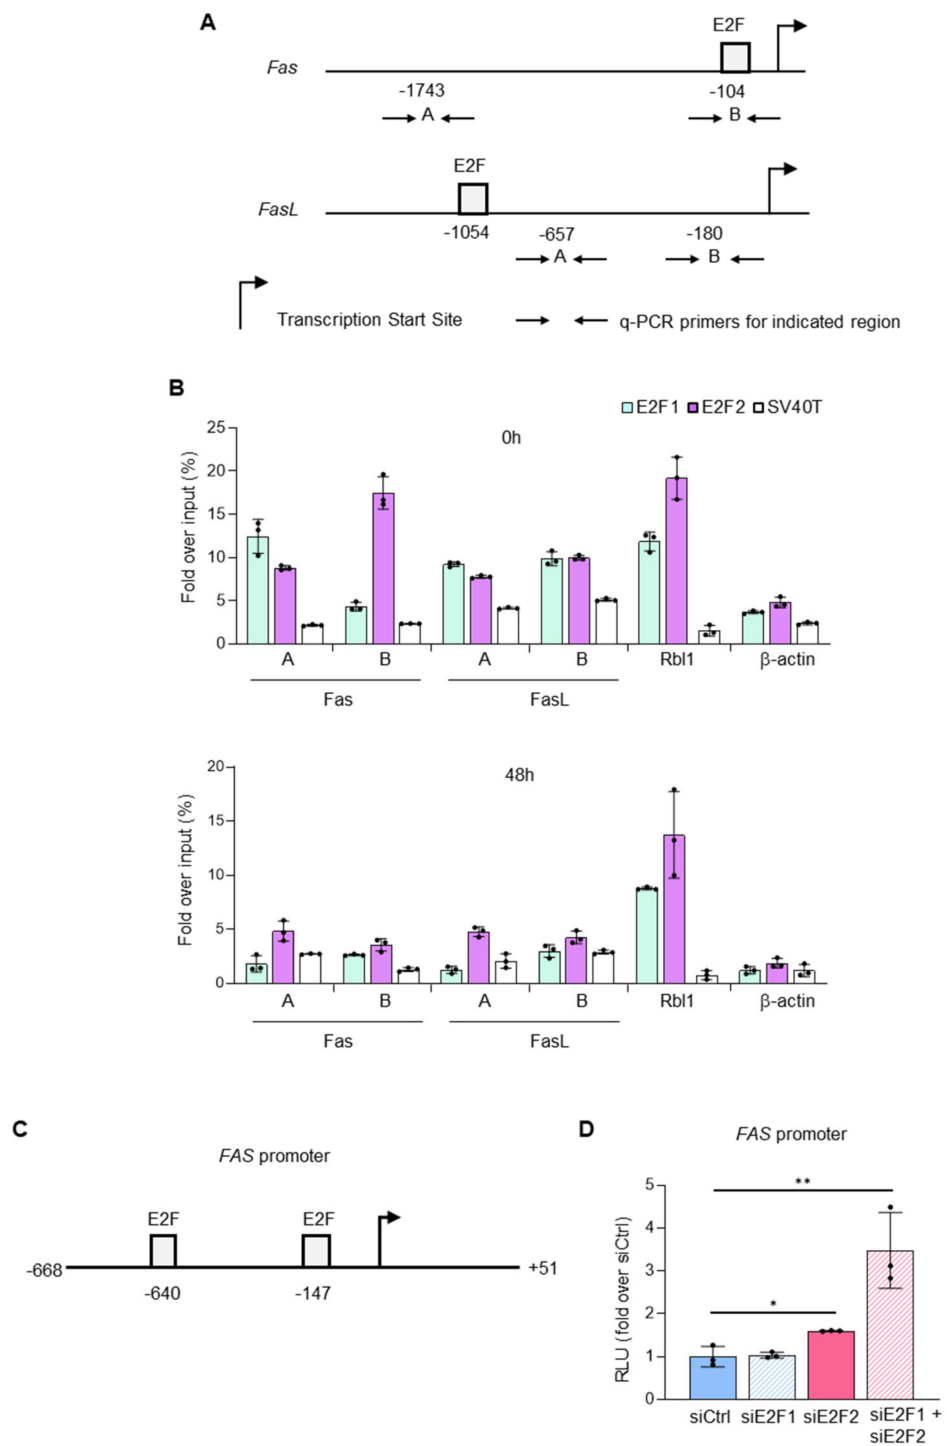 A
E2F
Fas
-1743
-104
A
B
E2F
FasL
-1054
-657
-180
A
B
Transcription Start Site
q-PCR primers for indicated region
B
E2F1 E2F2 SV40T
0h
Fold over input (%)
25
20
15
10
5
0
A B A B Rbl1 β-actin
Fas FasL
48h
Fold over input (%)
20
15
10
5
0
A B A B Rbl1 β-actin
Fas FasL
C
FAS promoter
E2F E2F
-668
+51
-640 -147
D
FAS promoter
RLU (fold over siCtrl)
5
4
3
2
1
0
**
*
siCtrl siE2F1 siE2F2 siE2F1 +
siE2F2